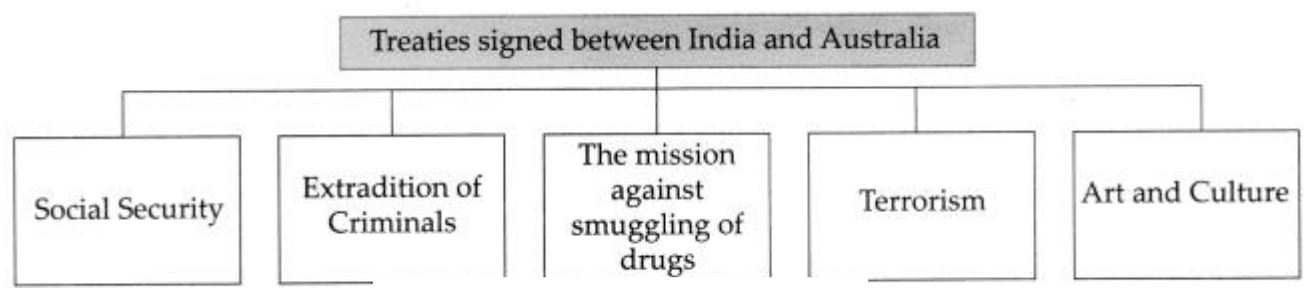 Treaties signed between India and Australia
Social Security
Extradition of
Criminals
The mission
against
smuggling of
drugs
Terrorism
Art and Culture